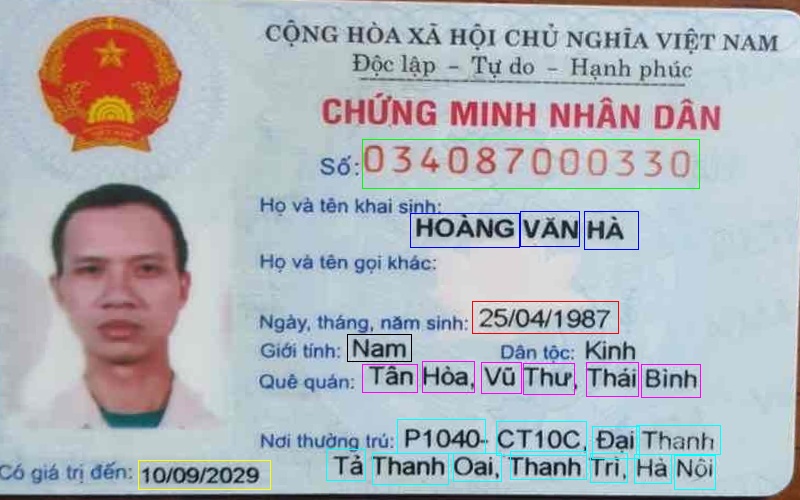 CỘNG HÒA XÃ HỘI CHỦ NGHĨA VIỆT NAM
Độc lập – Tự do – Hạnh phúc
CHỨNG MINH NHÂN DÂN
Số: 034087000330
Họ và tên khai sinh:
HOÀNG VĂN HÀ
Họ và tên gọi khác:
Ngày, tháng, năm sinh: 25/04/1987
Giới tính: Nam Dân tộc: Kinh
Quê quán: Tân Hòa, Vũ Thư, Thái Bình
Nơi thường trú: P1040- CT10C, Đại Thanh
Tả Thanh Oai, Thanh Trì, Hà Nội
Có giá trị đến: 10/09/2029